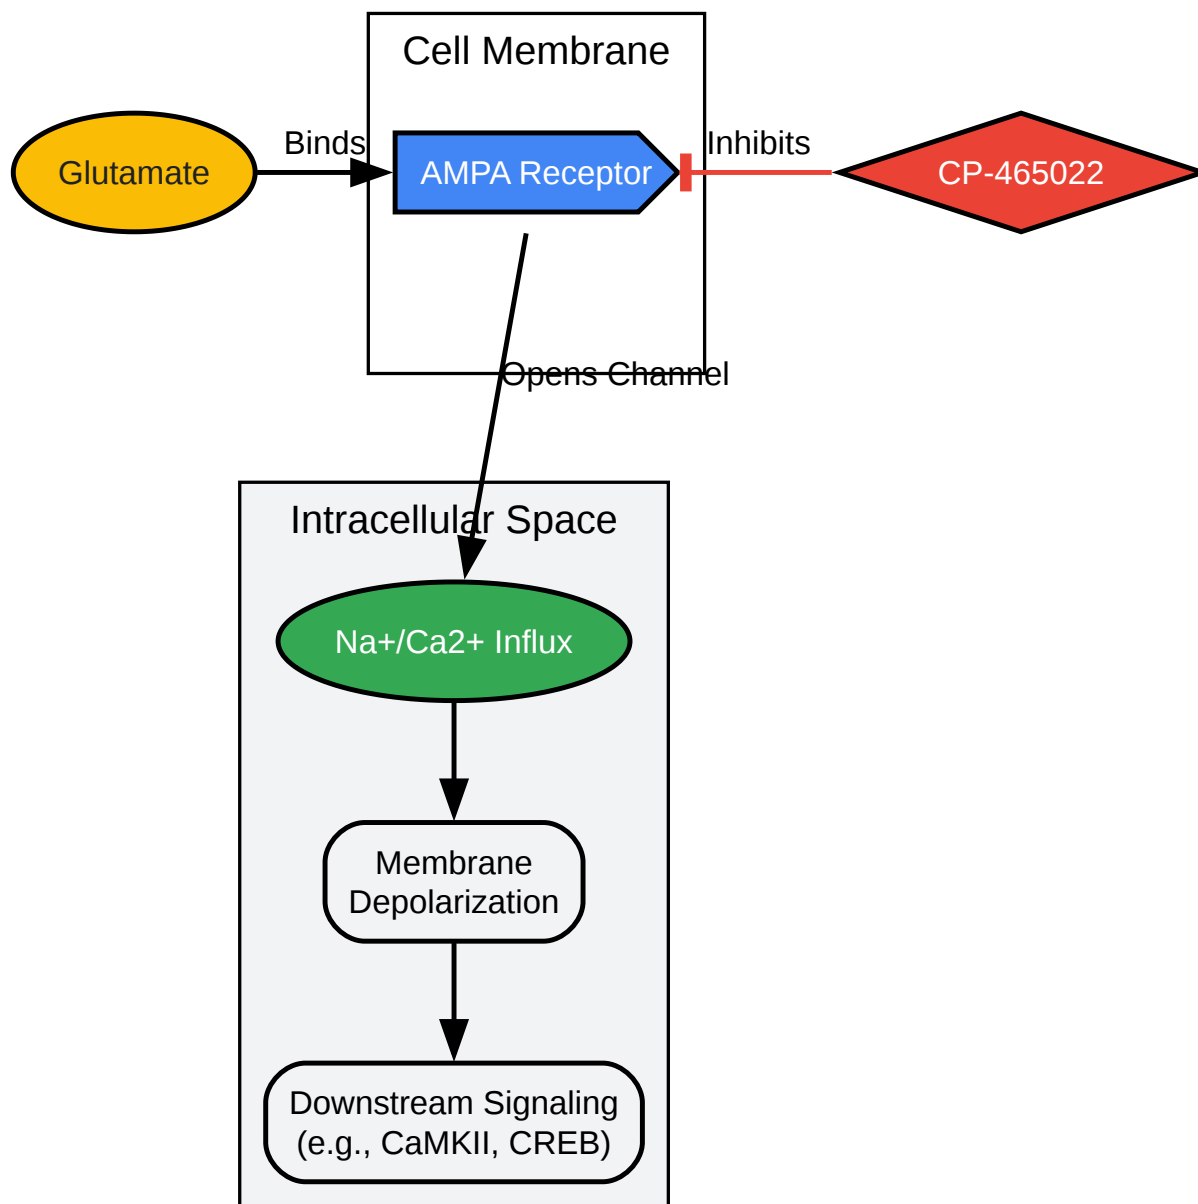 Cell Membrane
Glutamate
Binds
AMPA Receptor
Inhibits
CP-465022
Opens Channel
Intracellular Space
Na+/Ca2+ Influx
Membrane
Depolarization
Downstream Signaling
(e.g., CaMKII, CREB)